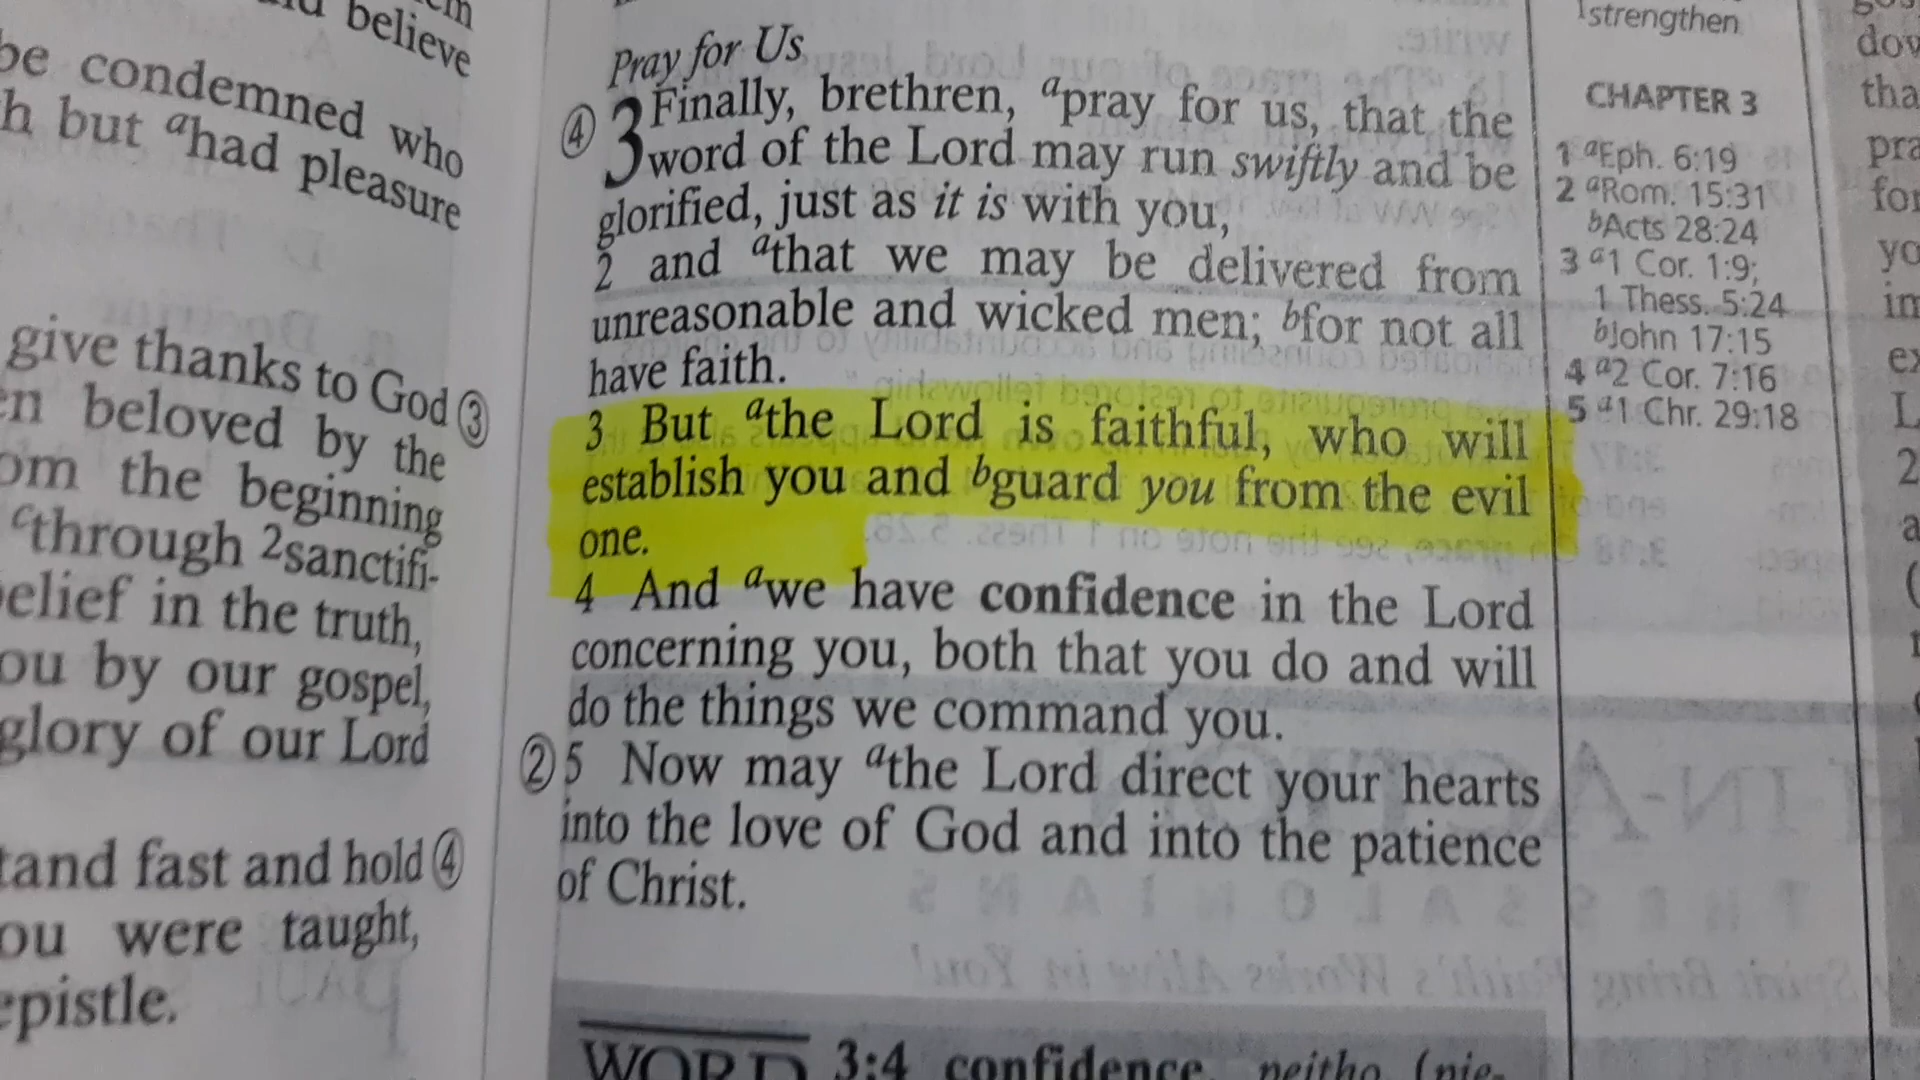 believe
be condemned who
h but ᵃhad pleasure
give thanks to God ③
en beloved by the
om the beginning
ᶜthrough ²sanctifi-
elief in the truth,
ou by our gospel,
glory of our Lord
tand fast and hold ④
ou were taught,
epistle.
Pray for Us
④ 3 Finally, brethren, ᵃpray for us, that the
word of the Lord may run swiftly and be
glorified, just as it is with you,
2 and ᵃthat we may be delivered from
unreasonable and wicked men; ᵇfor not all
have faith.
3 But ᵃthe Lord is faithful, who will
establish you and ᵇguard you from the evil
one.
4 And ᵃwe have confidence in the Lord
concerning you, both that you do and will
do the things we command you.
② 5 Now may ᵃthe Lord direct your hearts
into the love of God and into the patience
of Christ.
WORD 3:4 confidence, peitho (pie-
¹strengthen
CHAPTER 3
1 ᵃEph. 6:19
2 ᵃRom. 15:31
ᵇActs 28:24
3 ᵃ1 Cor. 1:9;
1 Thess. 5:24
ᵇJohn 17:15
4 ᵃ2 Cor. 7:16
5 ᵃ1 Chr. 29:18